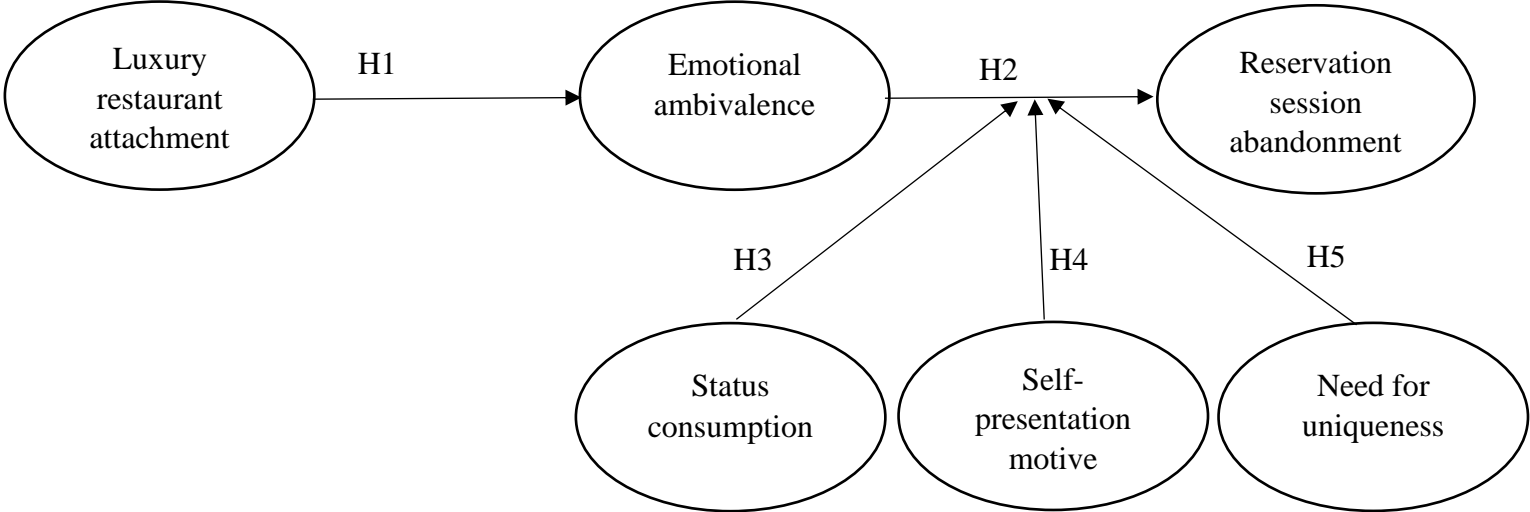 Luxury
restaurant
attachment
H1
Emotional
ambivalence
H2
Reservation
session
abandonment
H3
H4
H5
Status
consumption
Self-
presentation
motive
Need for
uniqueness